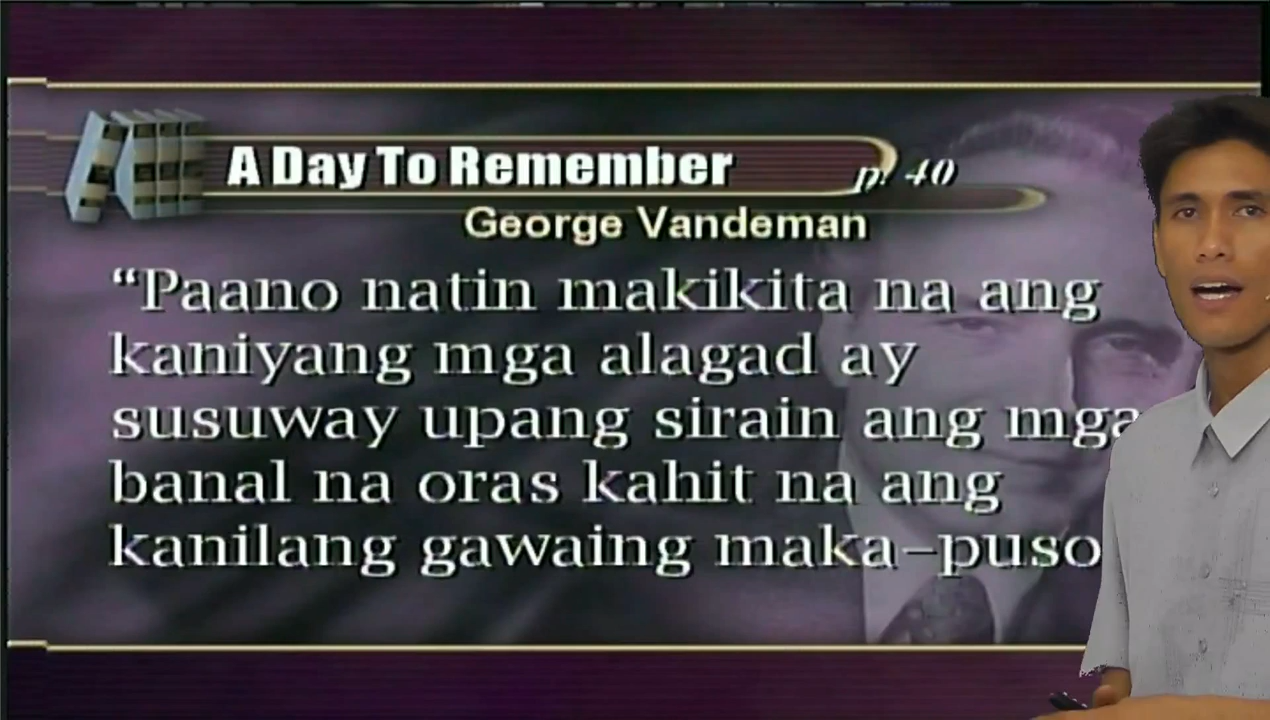 A Day To Remember p. 40
George Vandeman
“Paano natin makikita na ang
kaniyang mga alagad ay
susuway upang sirain ang mga
banal na oras kahit na ang
kanilang gawaing maka-puso